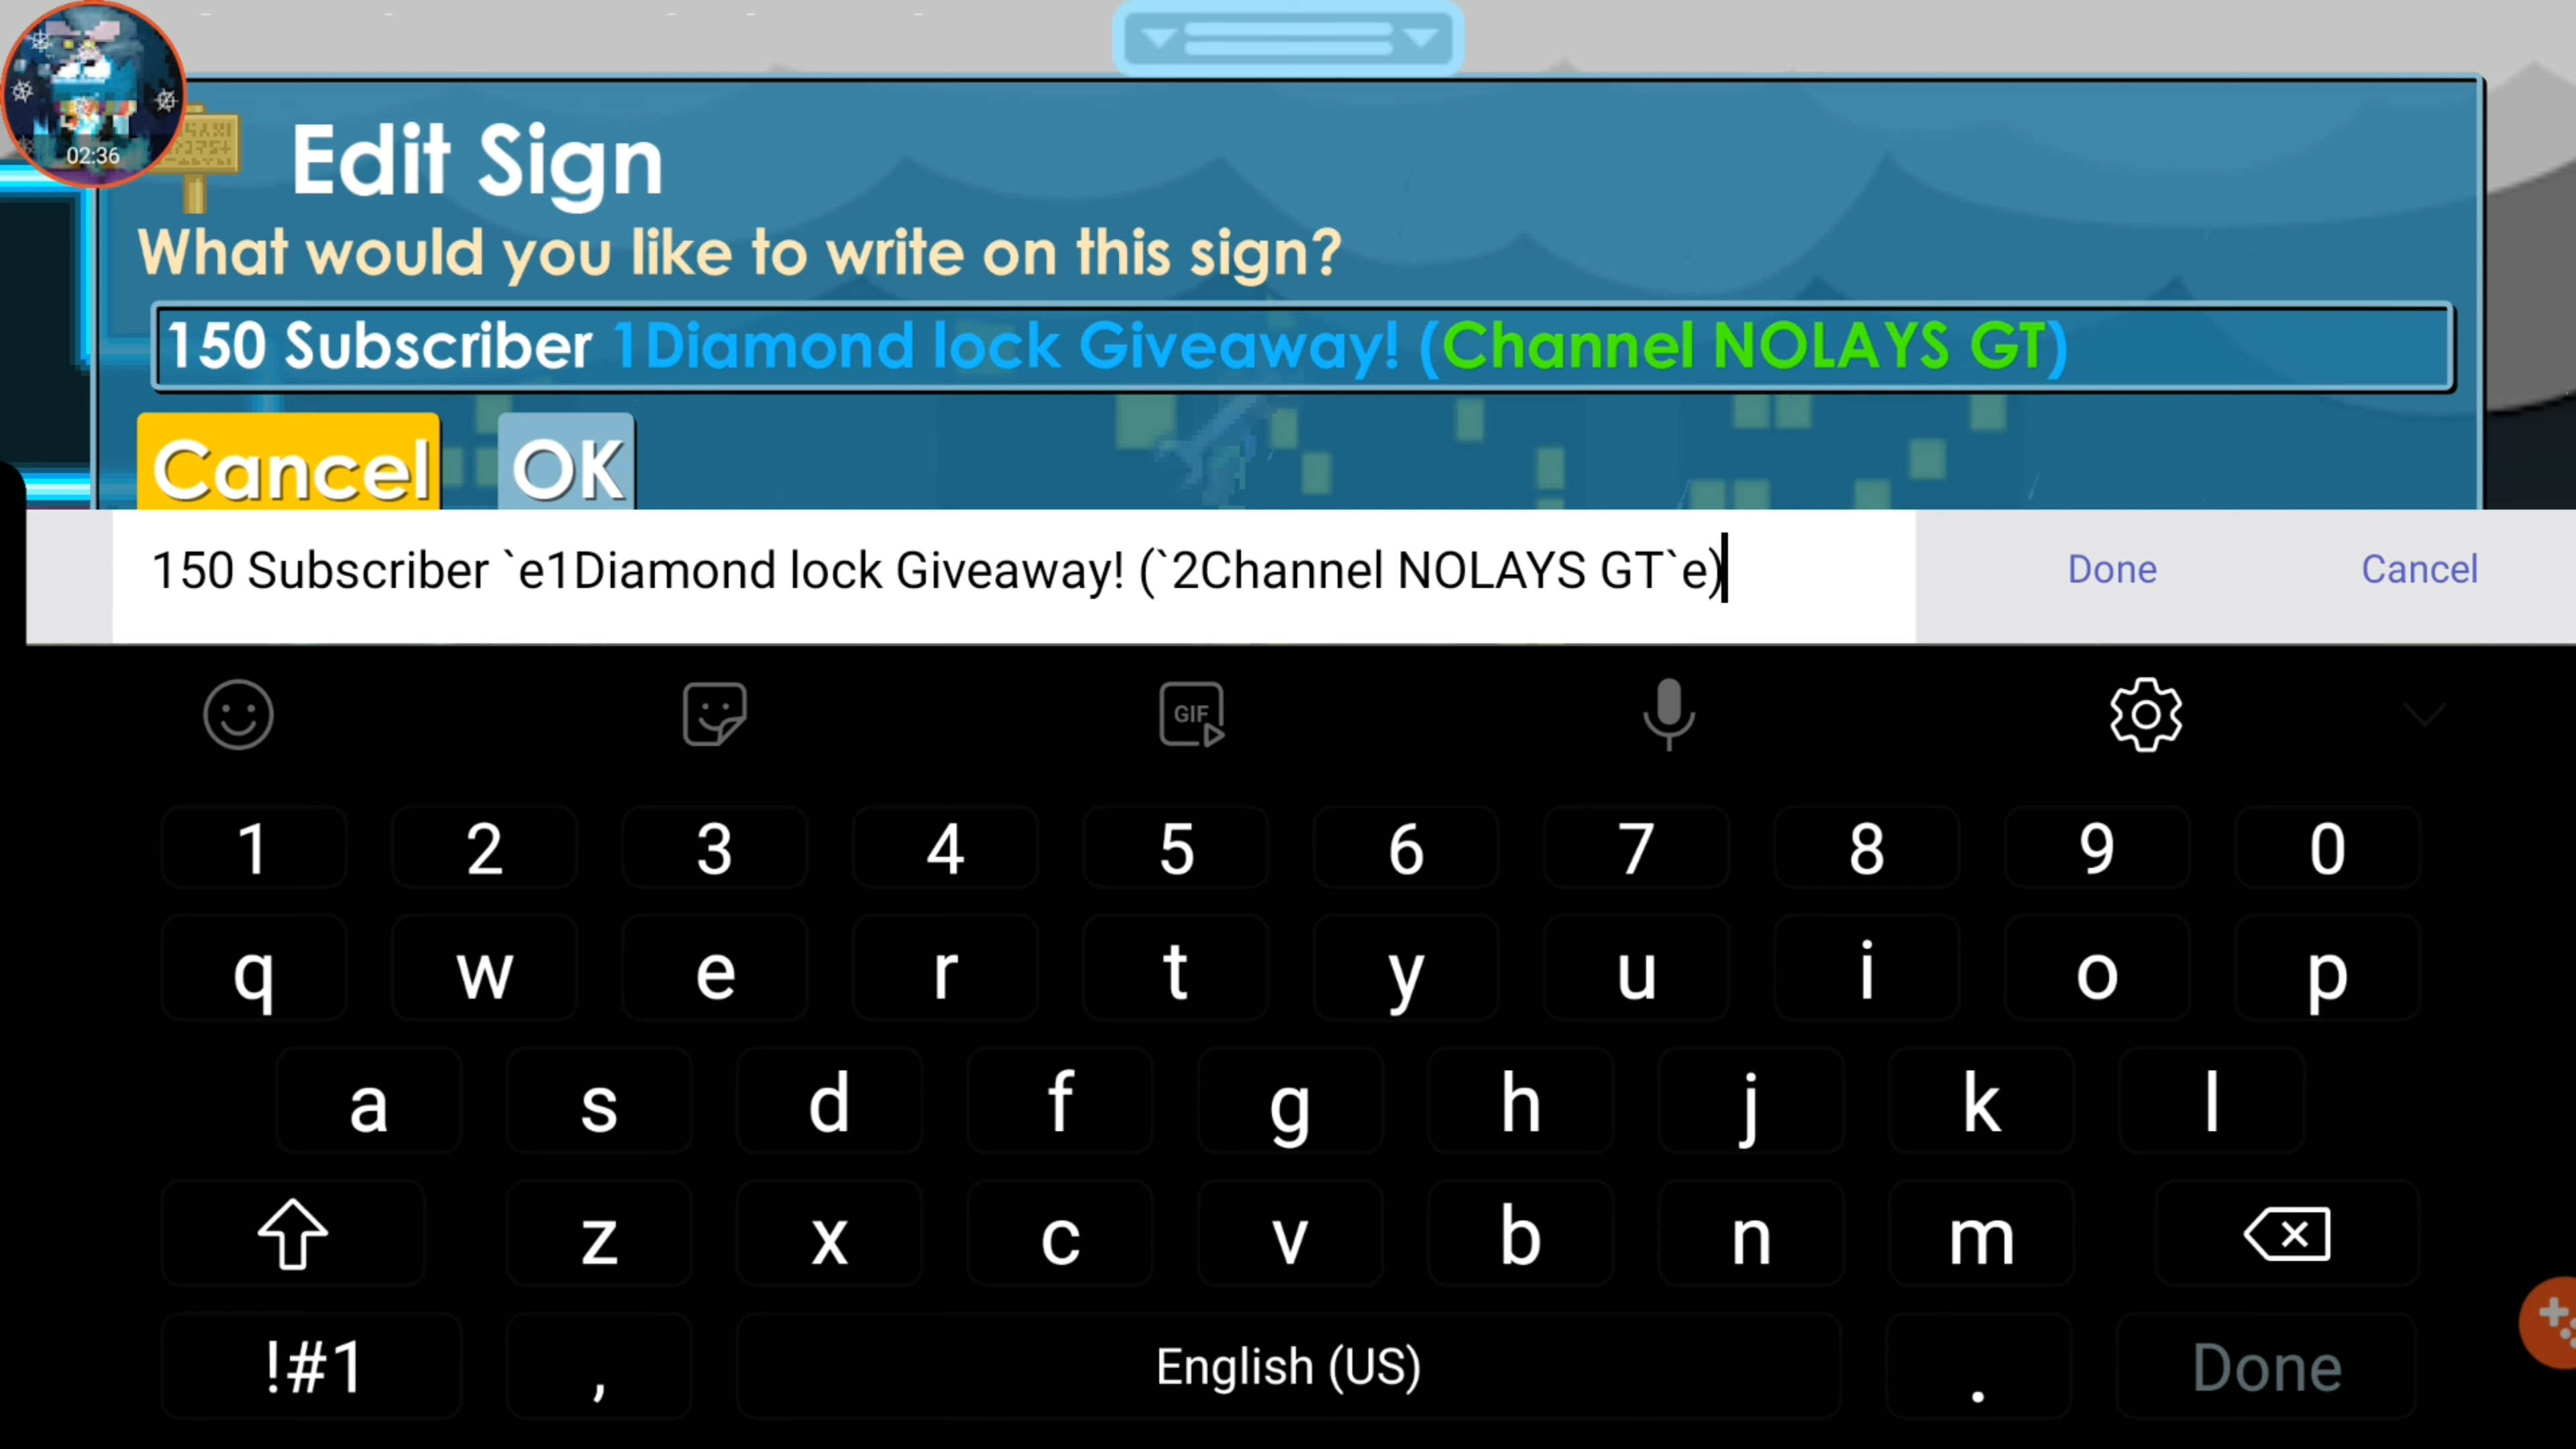 02:36
Edit Sign
What would you like to write on this sign?
150 Subscriber 1Diamond lock Giveaway! (Channel NOLAYS GT)
Cancel OK
150 Subscriber `e1Diamond lock Giveaway! (`2Channel NOLAYS GT`e) Done Cancel
GIF
1 2 3 4 5 6 7 8 9 0
q w e r t y u i o p
a s d f g h j k l
z x c v b n m
!#1 , English (US) . Done